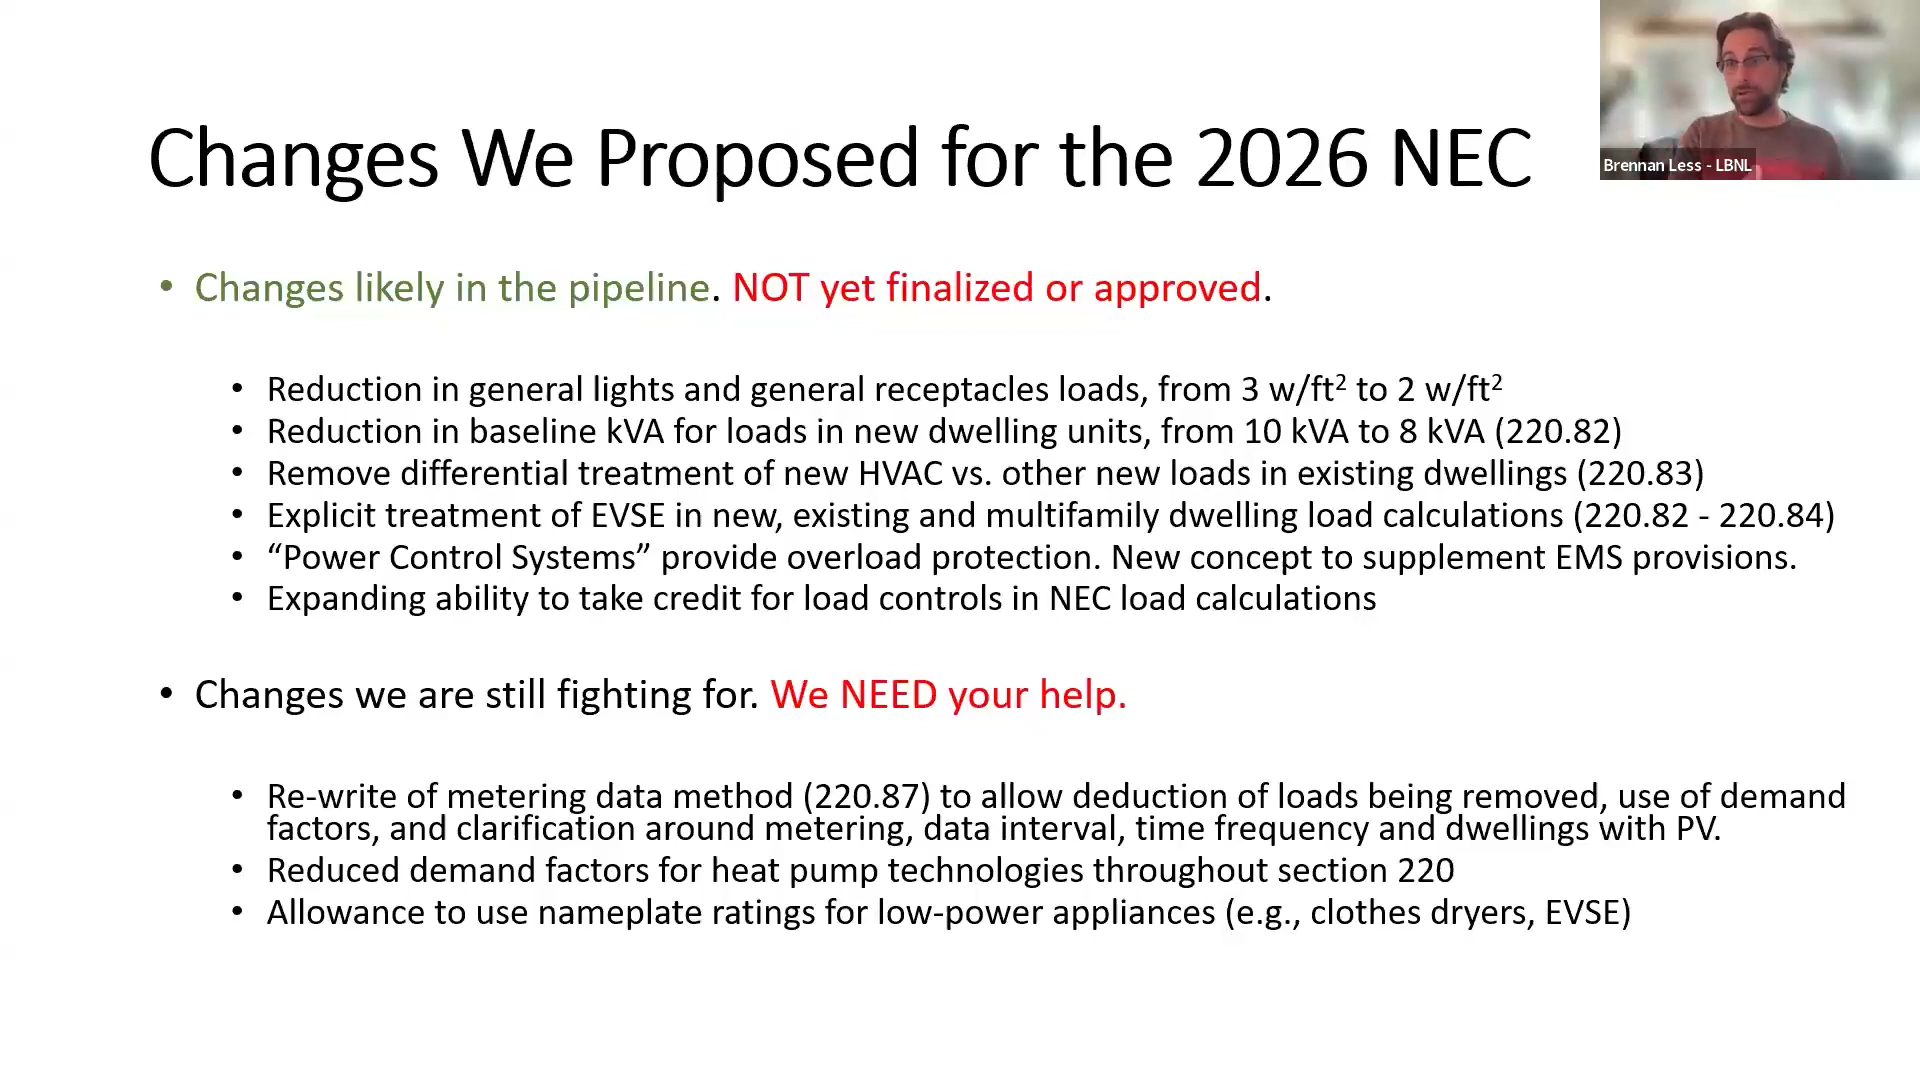 Changes We Proposed for the 2026 NEC
Brennan Less - LBNL
• Changes likely in the pipeline. NOT yet finalized or approved.
• Reduction in general lights and general receptacles loads, from 3 w/ft² to 2 w/ft²
• Reduction in baseline kVA for loads in new dwelling units, from 10 kVA to 8 kVA (220.82)
• Remove differential treatment of new HVAC vs. other new loads in existing dwellings (220.83)
• Explicit treatment of EVSE in new, existing and multifamily dwelling load calculations (220.82 - 220.84)
• “Power Control Systems” provide overload protection. New concept to supplement EMS provisions.
• Expanding ability to take credit for load controls in NEC load calculations
• Changes we are still fighting for. We NEED your help.
• Re-write of metering data method (220.87) to allow deduction of loads being removed, use of demand
factors, and clarification around metering, data interval, time frequency and dwellings with PV.
• Reduced demand factors for heat pump technologies throughout section 220
• Allowance to use nameplate ratings for low-power appliances (e.g., clothes dryers, EVSE)